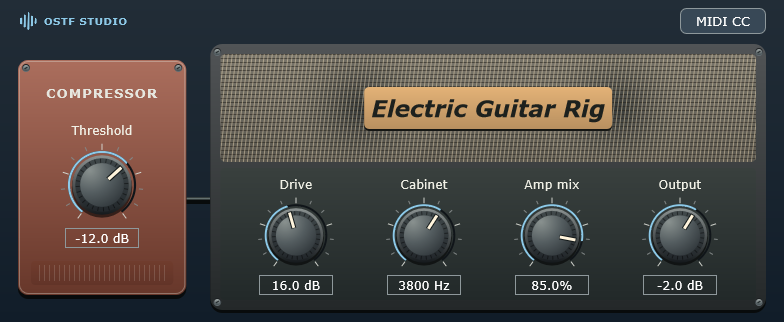 OSTF STUDIO
MIDI CC
COMPRESSOR
Threshold
-12.0 dB
Electric Guitar Rig
Drive
Cabinet
Amp mix
Output
16.0 dB
3800 Hz
85.0%
-2.0 dB